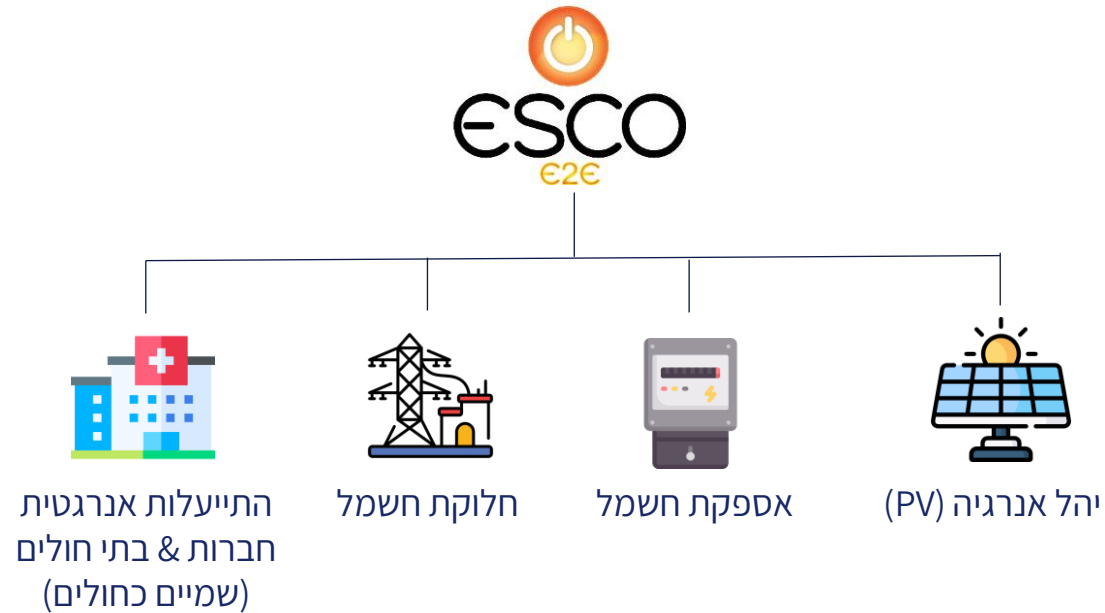 ESCO
E2E
יהל אנרגיה (PV)
אספקת חשמל
חלוקת חשמל
התייעלות אנרגטית
חברות & בתי חולים
(שמיים כחולים)